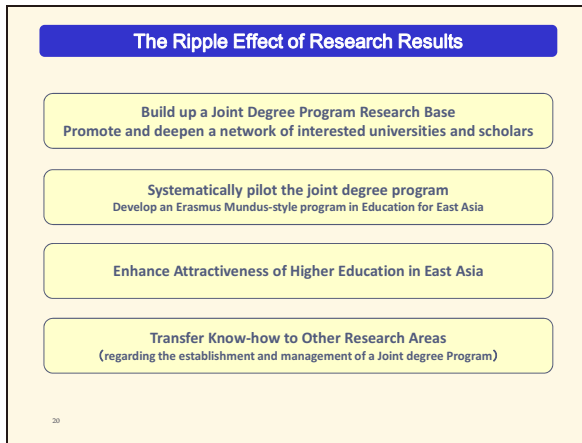 The Ripple Effect of Research Results
Build up a Joint Degree Program Research Base
Promote and deepen a network of interested universities and scholars
Systematically pilot the joint degree program
Develop an Erasmus Mundus-style program in Education for East Asia
Enhance Attractiveness of Higher Education in East Asia
Transfer Know-how to Other Research Areas
(regarding the establishment and management of a Joint degree Program)
20